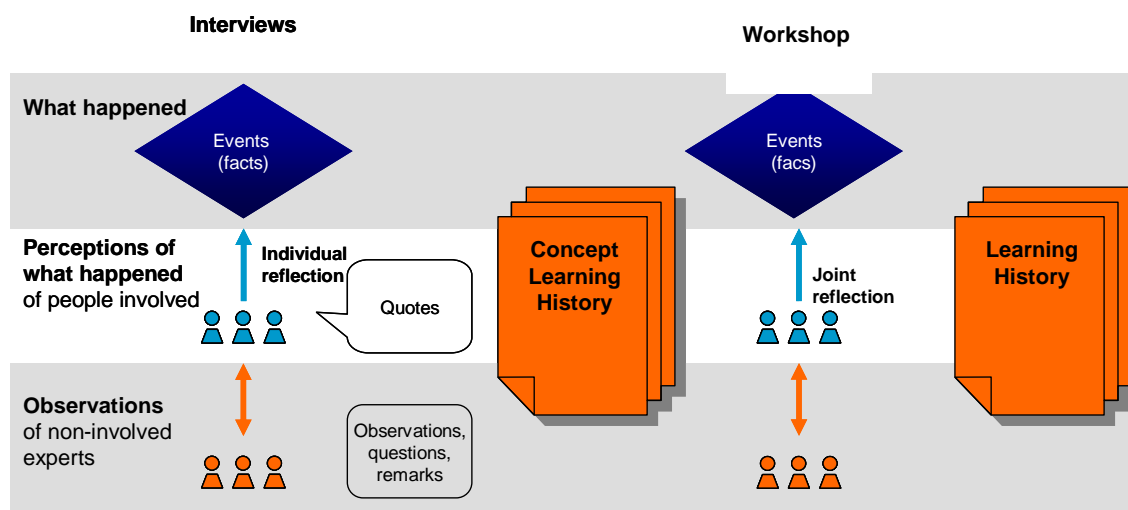 Interviews
Workshop
What happened
Events
(facts)
Events
(facs)
Perceptions of
what happened
of people involved
Individual
reflection
Quotes
Concept
Learning
History
Joint
reflection
Learning
History
Observations
of non-involved
experts
Observations,
questions,
remarks